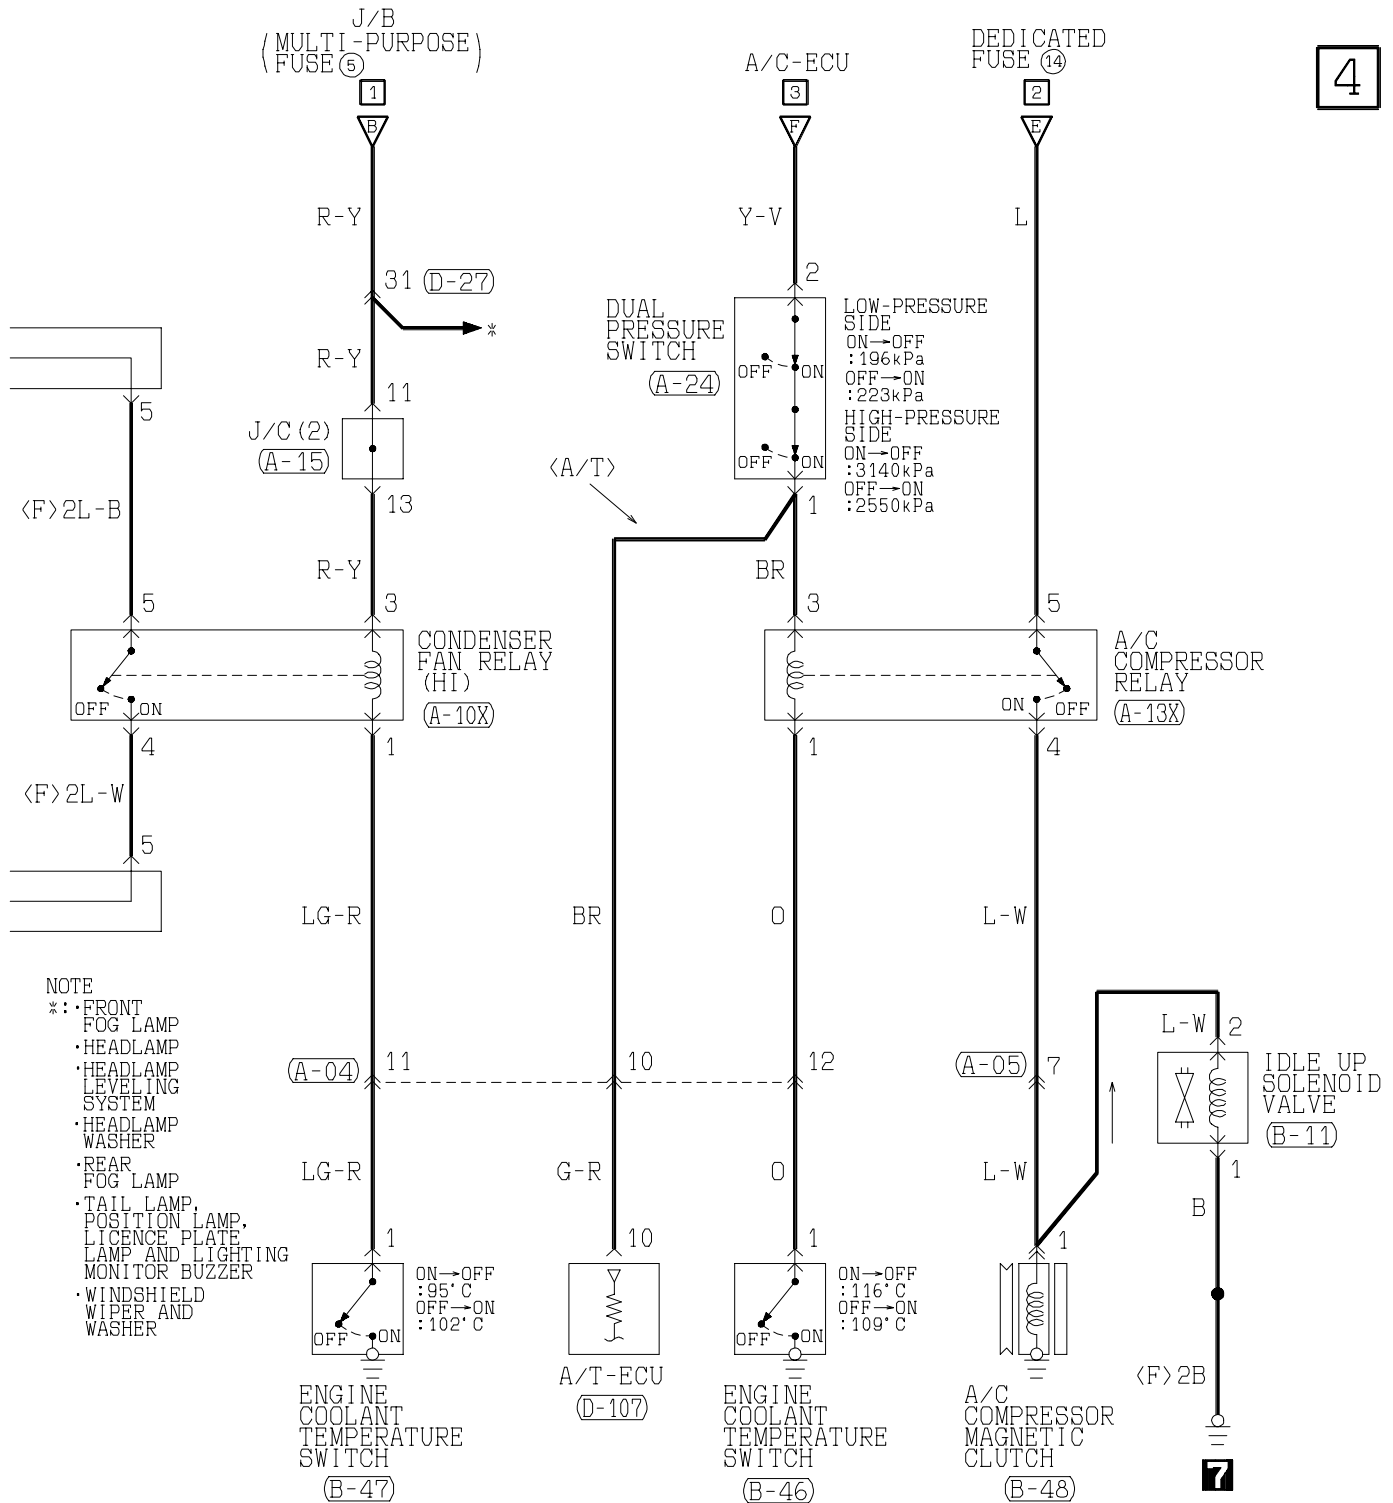 J/B
(MULTI-PURPOSE)
FUSE ⑤
1
B
A/C-ECU
3
F
DEDICATED
FUSE ⑭
2
E
4
R-Y
Y-V
L
31 (D-27)
*
2
DUAL
PRESSURE
SWITCH
(A-24)
OFF ON
OFF ON
LOW-PRESSURE
SIDE
ON→OFF
:196kPa
OFF→ON
:223kPa
HIGH-PRESSURE
SIDE
ON→OFF
:3140kPa
OFF→ON
:2550kPa
R-Y
5
11
J/C(2)
(A-15)
13
<A/T>
1
<F>2L-B
R-Y
BR
5
3
3
5
CONDENSER
FAN RELAY
(HI)
(A-10X)
OFF ON
A/C
COMPRESSOR
RELAY
(A-13X)
ON OFF
4
1
1
4
<F>2L-W
5
LG-R
BR
O
L-W
NOTE
*:·FRONT
FOG LAMP
·HEADLAMP
·HEADLAMP
LEVELING
SYSTEM
·HEADLAMP
WASHER
·REAR
FOG LAMP
·TAIL LAMP,
POSITION LAMP,
LICENCE PLATE
LAMP AND LIGHTING
MONITOR BUZZER
·WINDSHIELD
WIPER AND
WASHER
(A-04) 11
10
12
(A-05) 7
L-W
2
IDLE UP
SOLENOID
VALVE
(B-11)
1
LG-R
G-R
O
L-W
B
1
10
1
1
OFF ON
ON→OFF
:95°C
OFF→ON
:102°C
OFF ON
ON→OFF
:116°C
OFF→ON
:109°C
ENGINE
COOLANT
TEMPERATURE
SWITCH
(B-47)
A/T-ECU
(D-107)
ENGINE
COOLANT
TEMPERATURE
SWITCH
(B-46)
A/C
COMPRESSOR
MAGNETIC
CLUTCH
(B-48)
<F>2B
7